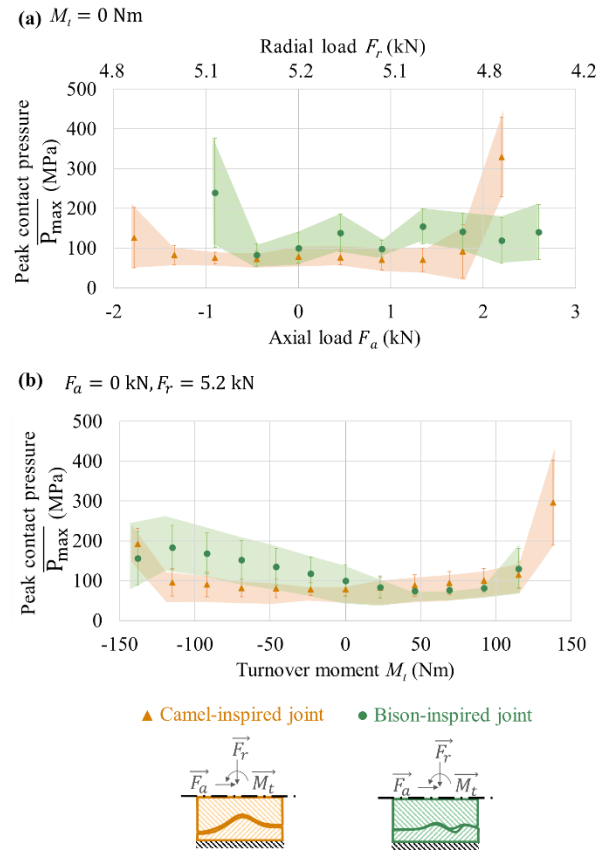 (a) M_t = 0 Nm
Radial load F_r (kN)
4.8 5.1 5.2 5.1 4.8 4.2
Peak contact pressure
P_max (MPa)
500
400
300
200
100
0
-2 -1 0 1 2 3
Axial load F_a (kN)
(b) F_a = 0 kN, F_r = 5.2 kN
Peak contact pressure
P_max (MPa)
500
400
300
200
100
0
-150 -100 -50 0 50 100 150
Turnover moment M_t (Nm)
Camel-inspired joint Bison-inspired joint
F_r F_r
F_a M_t F_a M_t